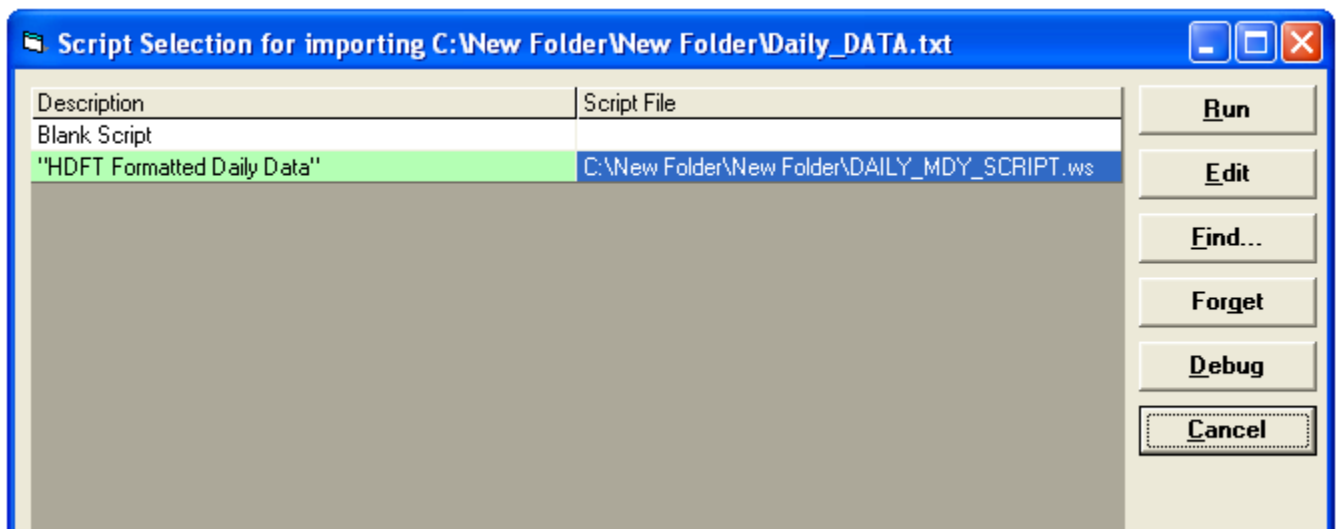 Script Selection for importing C:\New Folder\New Folder\Daily_DATA.txt
Description Script File
Blank Script
"HDFT Formatted Daily Data" C:\New Folder\New Folder\DAILY_MDY_SCRIPT.ws
Run
Edit
Find...
Forget
Debug
Cancel